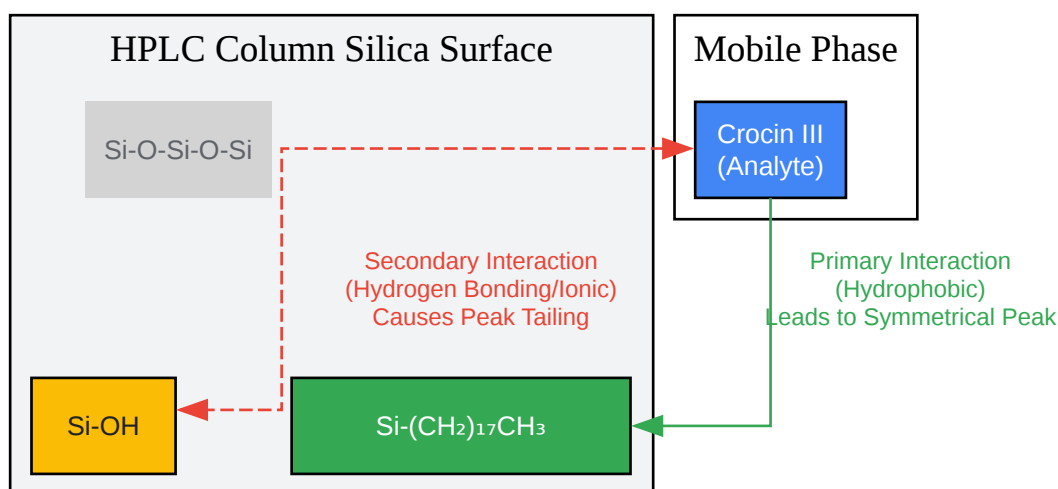 HPLC Column Silica Surface
Mobile Phase
Si-O-Si-O-Si
Crocin III
(Analyte)
Secondary Interaction
(Hydrogen Bonding/Ionic)
Causes Peak Tailing
Primary Interaction
(Hydrophobic)
Leads to Symmetrical Peak
Si-OH
Si-(CH₂)₁₇CH₃